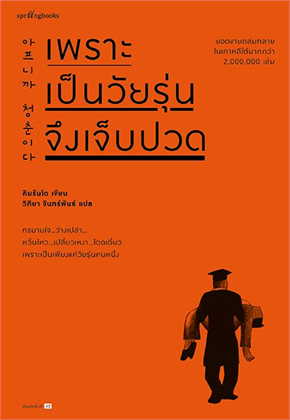 springbooks
아프니까 청춘이다
เพราะ
เป็นวัยรุ่น
จึงเจ็บปวด
ยอดขายถล่มทลาย
ในเกาหลีใต้มากกว่า
2,000,000 เล่ม
คิมรันโด เขียน
วิทิยา จันทร์พันธ์ แปล
ทรมานใจ...ว่างเปล่า...
หวั่นไหว...เปลี่ยวเหงา...โดดเดี่ยว
เพราะเป็นเพียงแค่วัยรุ่นคนหนึ่ง